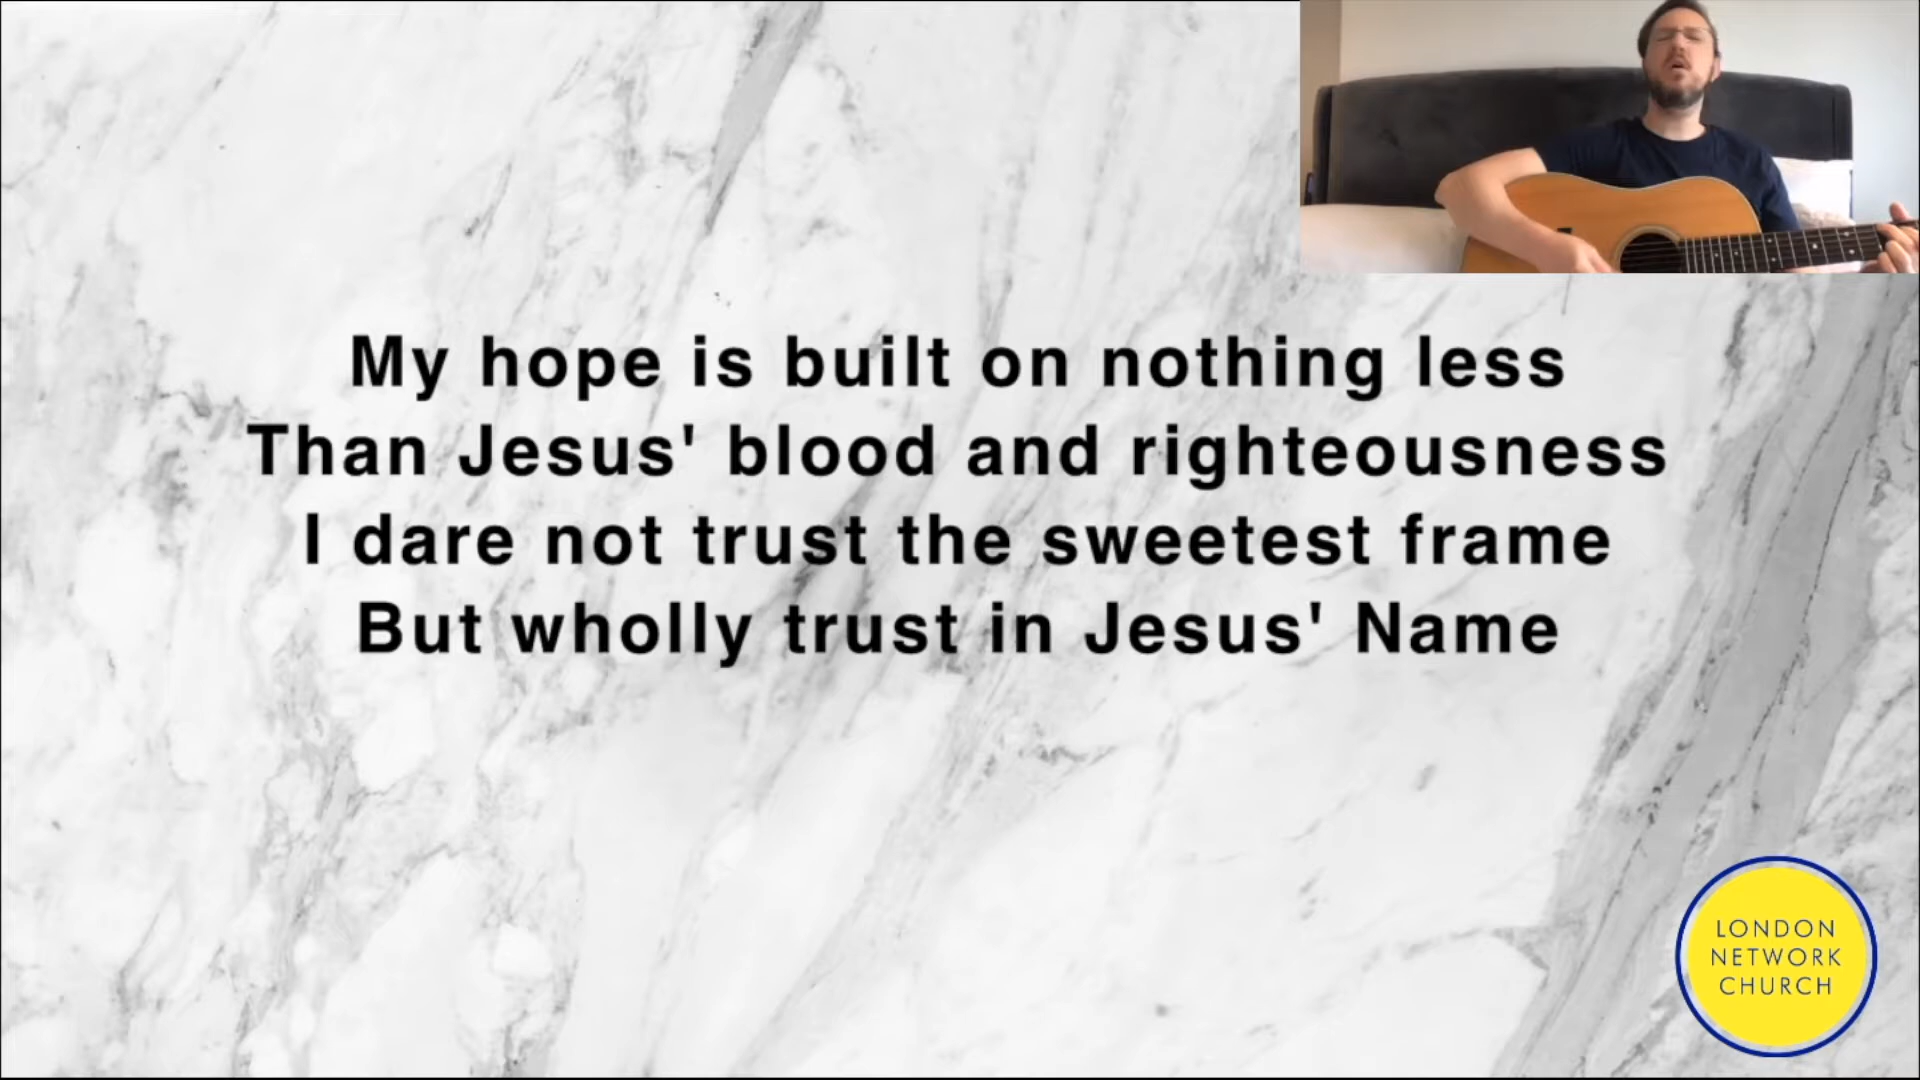 My hope is built on nothing less
Than Jesus' blood and righteousness
I dare not trust the sweetest frame
But wholly trust in Jesus' Name
LONDON
NETWORK
CHURCH